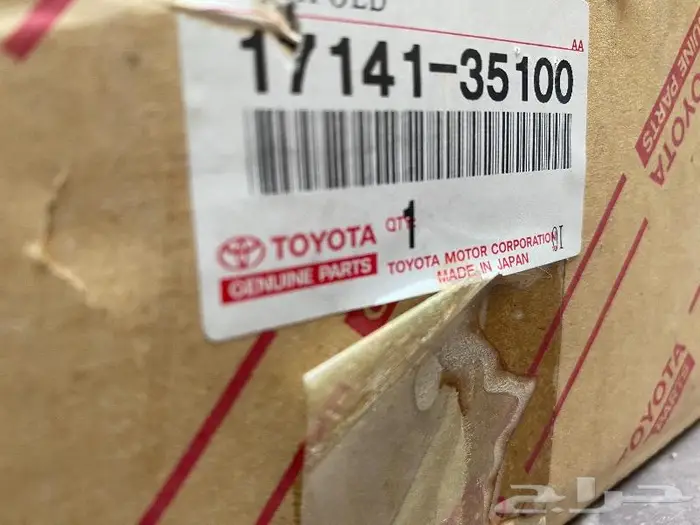 AA
17141-35100
QTY 1
TOYOTA
GENUINE PARTS
TOYOTA MOTOR CORPORATION
MADE IN JAPAN
TOYOTA
GENUINE PARTS
TOYOTA
PARTS
حراج